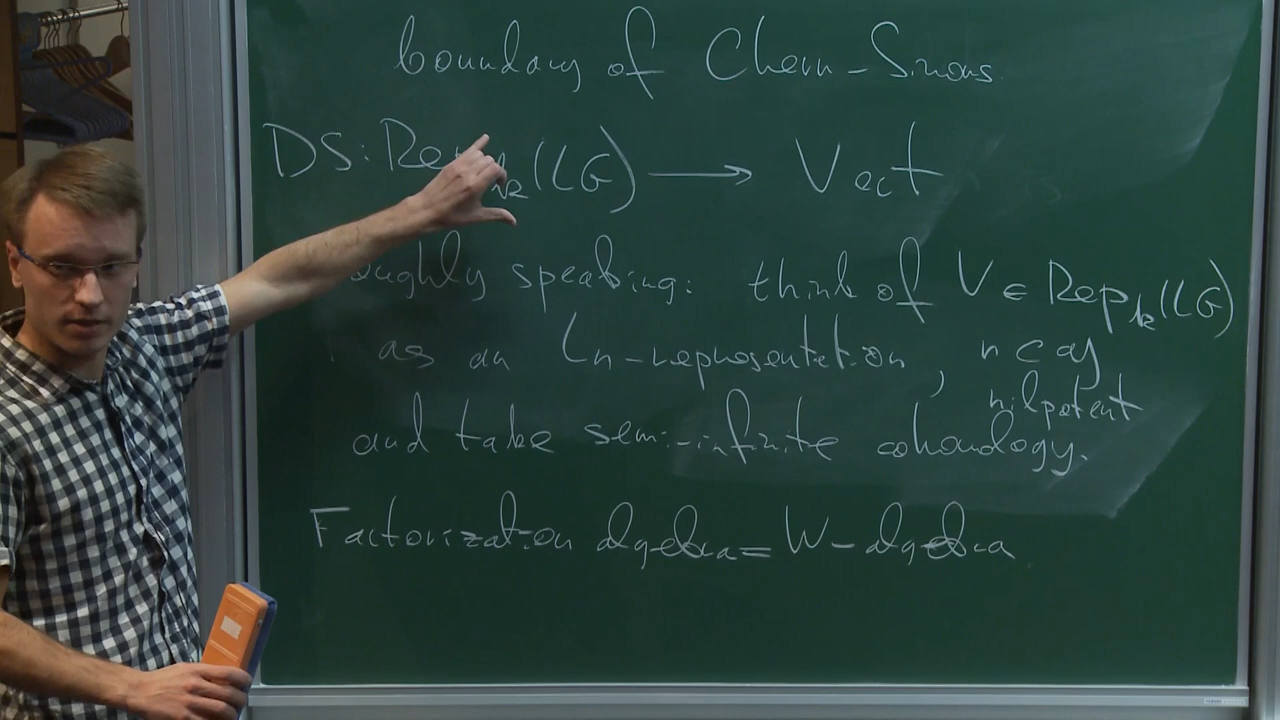 boundary of Chern-Simons
DS: Rep_k(LG) → Vect
roughly speaking: think of V ∈ Rep_k(LG)
as an Ln-representation, n ⊂ g
nilpotent
and take semi-infinite cohomology.
Factorization algebra = W-algebra